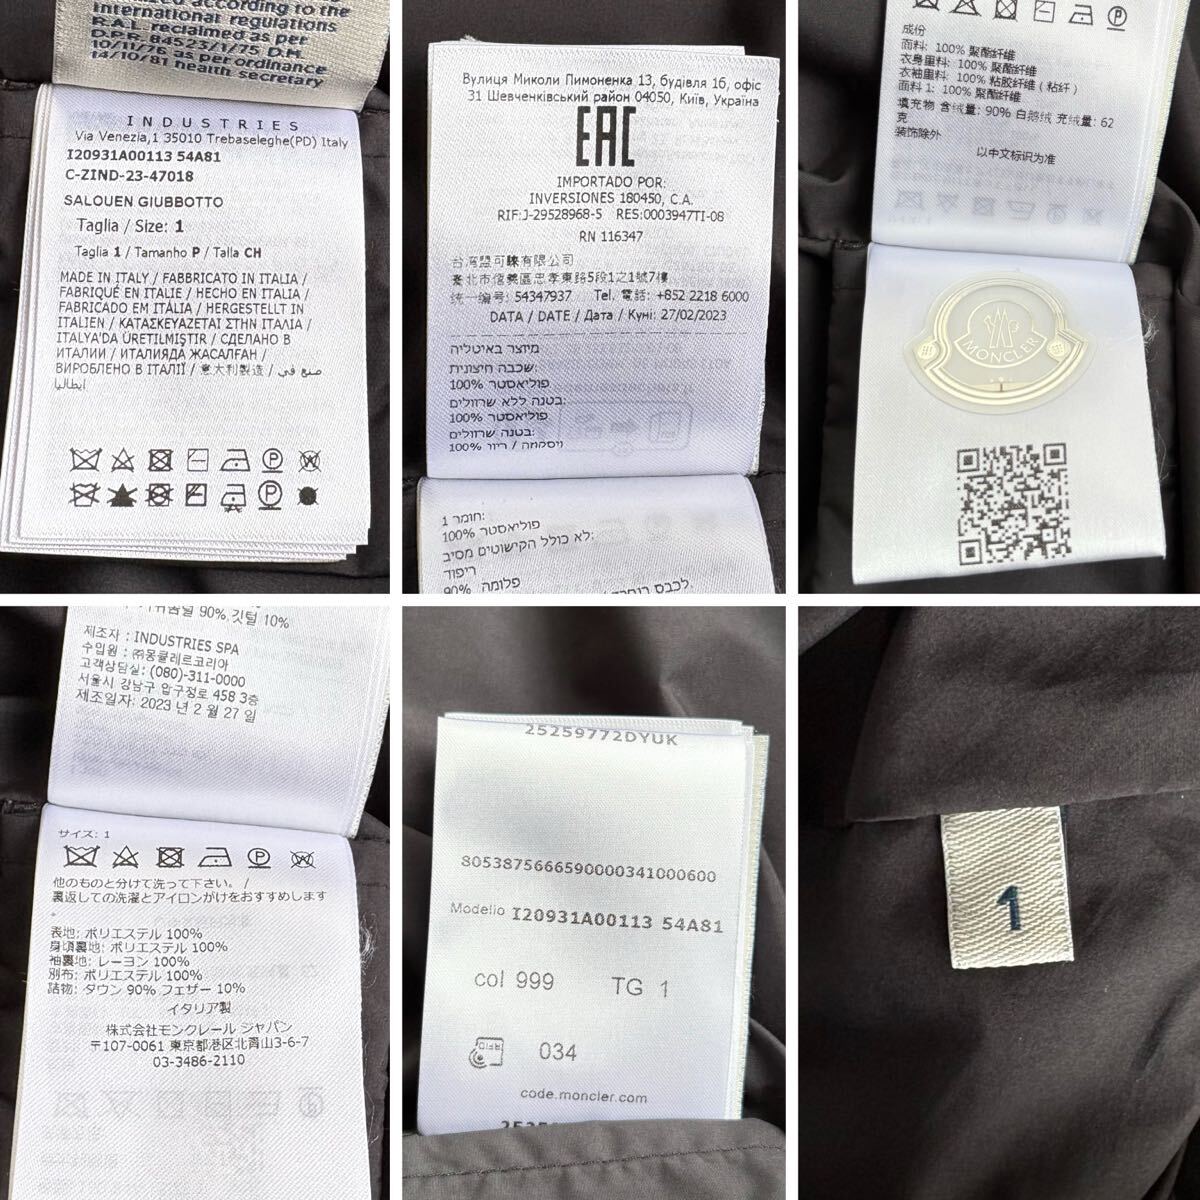 international regulations
R.A.L. reclaimed as per
D.P.R. 84523/1/75 D.M.
10/11/76 as per ordinance
14/10/81 health secretary
INDUSTRIES
Via Venezia,1 35010 Trebaseleghe(PD) Italy
I20931A00113 54A81
C-ZIND-23-47018
SALOUEN GIUBBOTTO
Taglia / Size: 1
Taglia 1 / Tamanho P / Talla CH
MADE IN ITALY / FABBRICATO IN ITALIA /
FABRIQUÉ EN ITALIE / HECHO EN ITALIA /
FABRICADO EM ITÁLIA / HERGESTELLT IN
ITALIEN / ΚΑΤΑΣΚΕΥΑΖΕΤΑΙ ΣΤΗΝ ΙΤΑΛΙΑ /
ITALYA'DA ÜRETILMIŞTIR / СДЕЛАНО В
ИТАЛИИ / ИТАЛИЯДА ЖАСАЛҒАН /
ВИРОБЛЕНО В ІТАЛІЇ / 意大利製造 / صنع في
إيطاليا
Вулиця Миколи Пимоненка 13, будівля 1б, офіс
31 Шевченківський район 04050, Київ, Україна
EAC
IMPORTADO POR:
INVERSIONES 180450, C.A.
RIF:J-29528968-5 RES:0003947TI-08
RN 116347
台湾盟可睞有限公司
臺北市信義區忠孝東路5段1之1號7樓
统一编号: 54347937 Tel. 電話: +852 2218 6000
DATA / DATE / Дата / Күні: 27/02/2023
מיוצר באיטליה
שכבה חיצונית:
100% פוליאסטר
בטנה ללא שרוולים:
100% פוליאסטר
בטנה שרוולים:
100% ויסקוזה / ריור
חומר 1:
100% פוליאסטר
לא כולל הקישוטים מסיב:
ריפוד
90% פלומה
成份
面料: 100% 聚酯纤维
衣身里料: 100% 聚酯纤维
衣袖里料: 100% 粘胶纤维（粘纤）
面料 1: 100% 聚酯纤维
填充物 含绒量: 90% 白鹅绒 充绒量: 62
克
装饰除外
以中文标识为准
MONCLER
90%, 깃털 10%
제조자 : INDUSTRIES SPA
수입원 : ㈜몽클레르코리아
고객상담실: (080)-311-0000
서울시 강남구 압구정로 458 3층
제조일자: 2023 년 2 월 27 일
サイズ: 1
他のものと分けて洗って下さい。/
裏返しての洗濯とアイロンがけをおすすめします
。
表地: ポリエステル 100%
身頃裏地: ポリエステル 100%
袖裏地: レーヨン 100%
別布: ポリエステル 100%
詰物: ダウン 90% フェザー 10%
イタリア製
株式会社モンクレール ジャパン
〒107-0061 東京都港区北青山3-6-7
03-3486-2110
25259772DYUK
8053875666590000341000600
Modello I20931A00113 54A81
col 999 TG 1
RFID
034
code.moncler.com
1